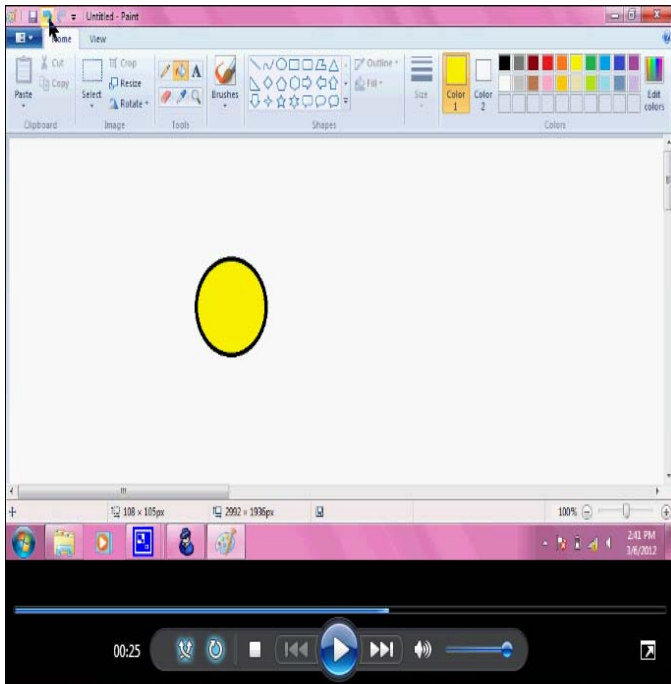 Untitled - Paint
Home View
Cut
Copy
Paste
Clipboard
Crop
Resize
Rotate
Select
Image
A
Tools
Brushes
Outline
Fill
Shapes
Size
Color 1
Color 2
Edit colors
Colors
108 × 105px
2992 × 1936px
100%
2:41 PM
3/6/2012
00:25